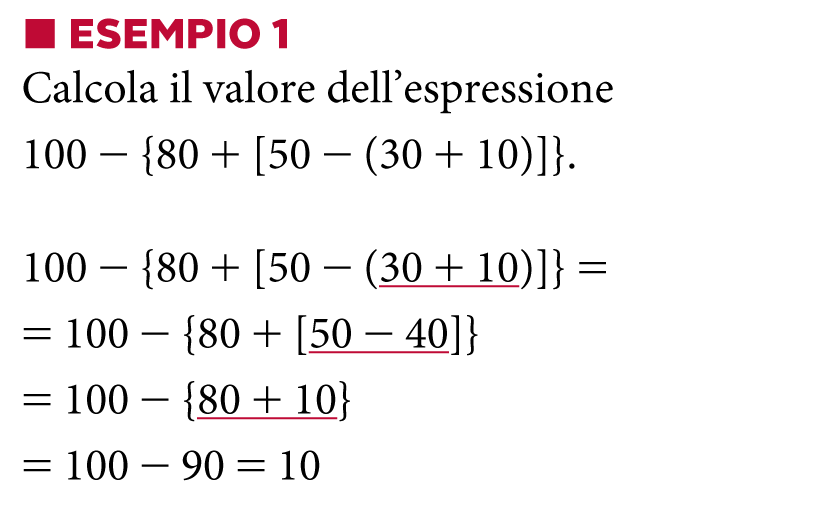 ■ ESEMPIO 1
Calcola il valore dell’espressione
100 − {80 + [50 − (30 + 10)]}.
100 − {80 + [50 − (30 + 10)]} =
= 100 − {80 + [50 − 40]}
= 100 − {80 + 10}
= 100 − 90 = 10